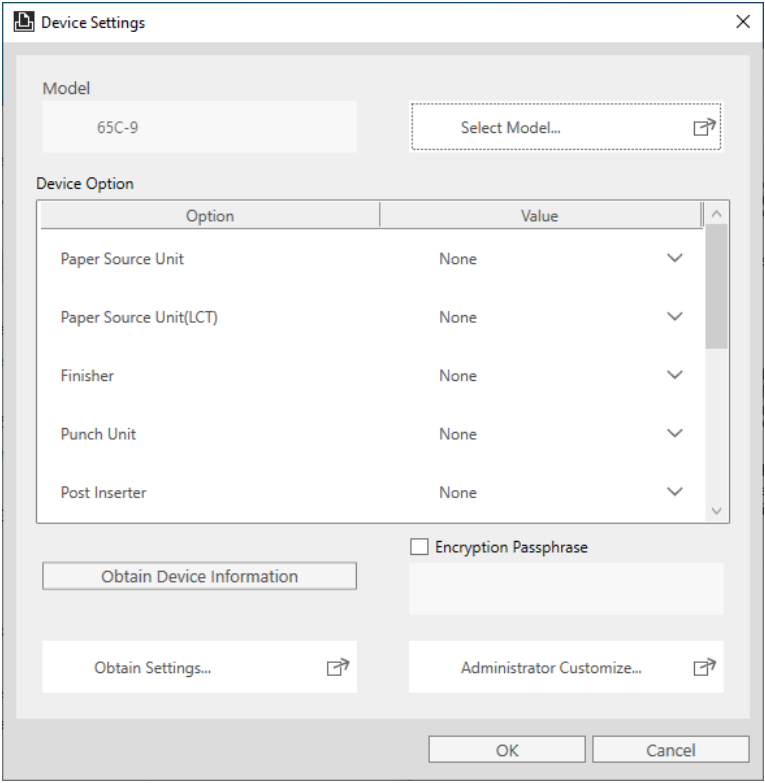 Device Settings
Model
65C-9
Select Model...
Device Option
Option Value
Paper Source Unit None
Paper Source Unit(LCT) None
Finisher None
Punch Unit None
Post Inserter None
Encryption Passphrase
Obtain Device Information
Obtain Settings...
Administrator Customize...
OK Cancel